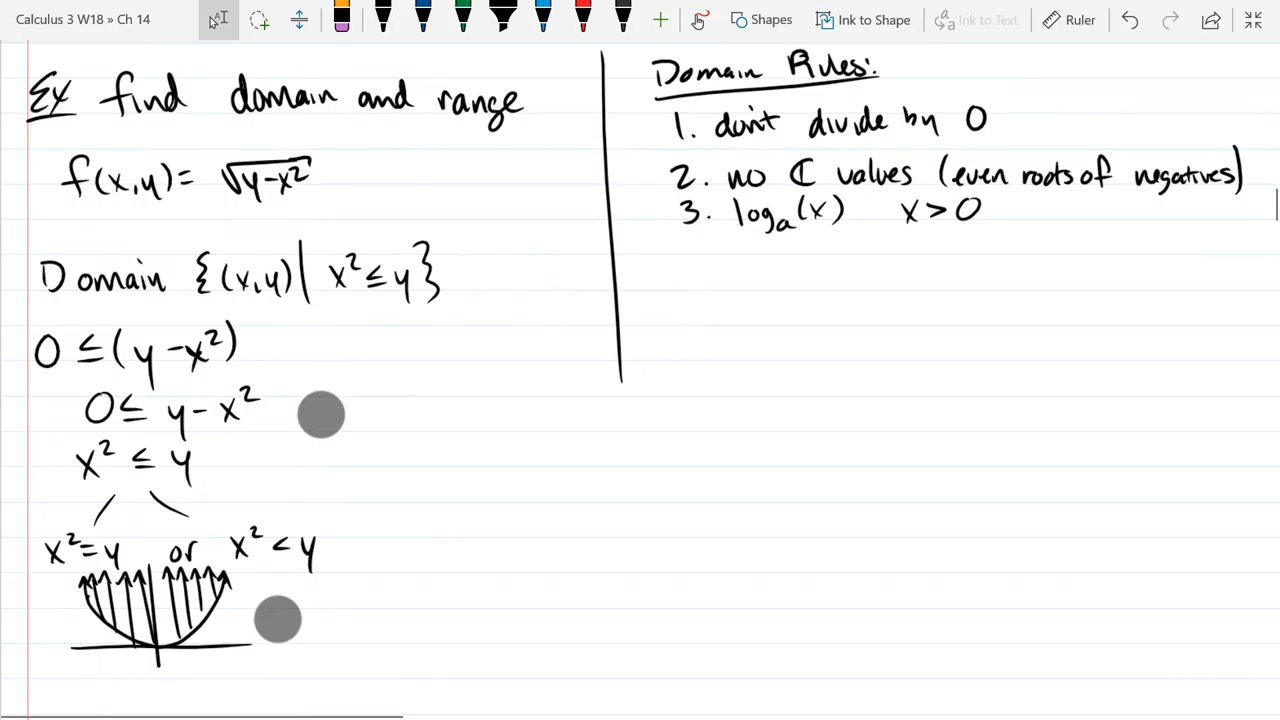 Calculus 3 W18 » Ch 14
Shapes
Ink to Shape
Ink to Text
Ruler
Ex find domain and range
f(x,y)= √y-x²
Domain {(x,y)| x² ≤ y}
0 ≤ (y-x²)
0 ≤ y-x²
x² ≤ y
x²=y or x² < y
Domain Rules:
1. don't divide by 0
2. no ℂ values (even roots of negatives)
3. logₐ(x) x > 0